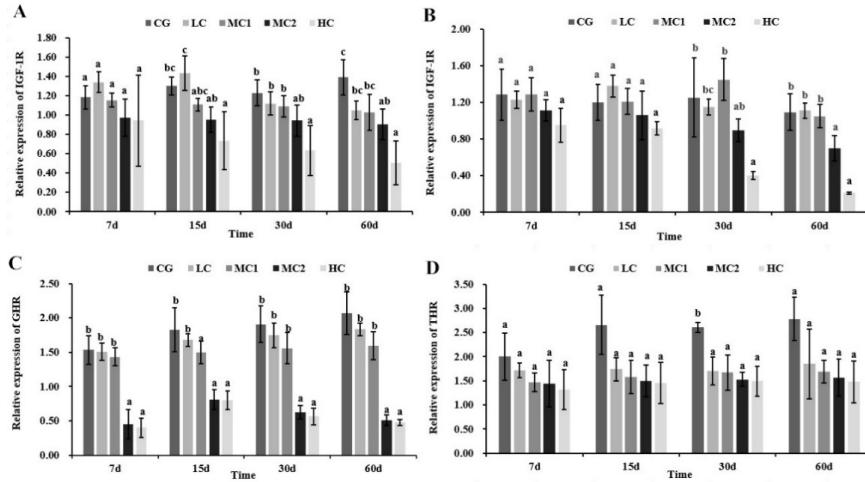 A
CG LC MC1 MC2 HC
Relative expression of IGF-1R
1.80
1.60
1.40
1.20
1.00
0.80
0.60
0.40
0.20
0.00
a a a a a
bc c abc ab a
b b b ab a
c bc bc ab a
7d 15d 30d 60d
Time
B
CG LC MC1 MC2 HC
Relative expression of IGF-1R
2.00
1.60
1.20
0.80
0.40
0.00
a a a a a
a a a a a
b bc b ab a
b b b a a
7d 15d 30d 60d
Time
C
CG LC MC1 MC2 HC
Relative expression of GHR
2.50
2.00
1.50
1.00
0.50
0.00
b b b a a
b b a a a
b b b a a
b b b a a
7d 15d 30d 60d
Time
D
CG LC MC1 MC2 HC
Relative expression of THR
3.50
3.00
2.50
2.00
1.50
1.00
0.50
0.00
a a a a a
a a a a a
b a a a a
a a a a a
7d 15d 30d 60d
Time